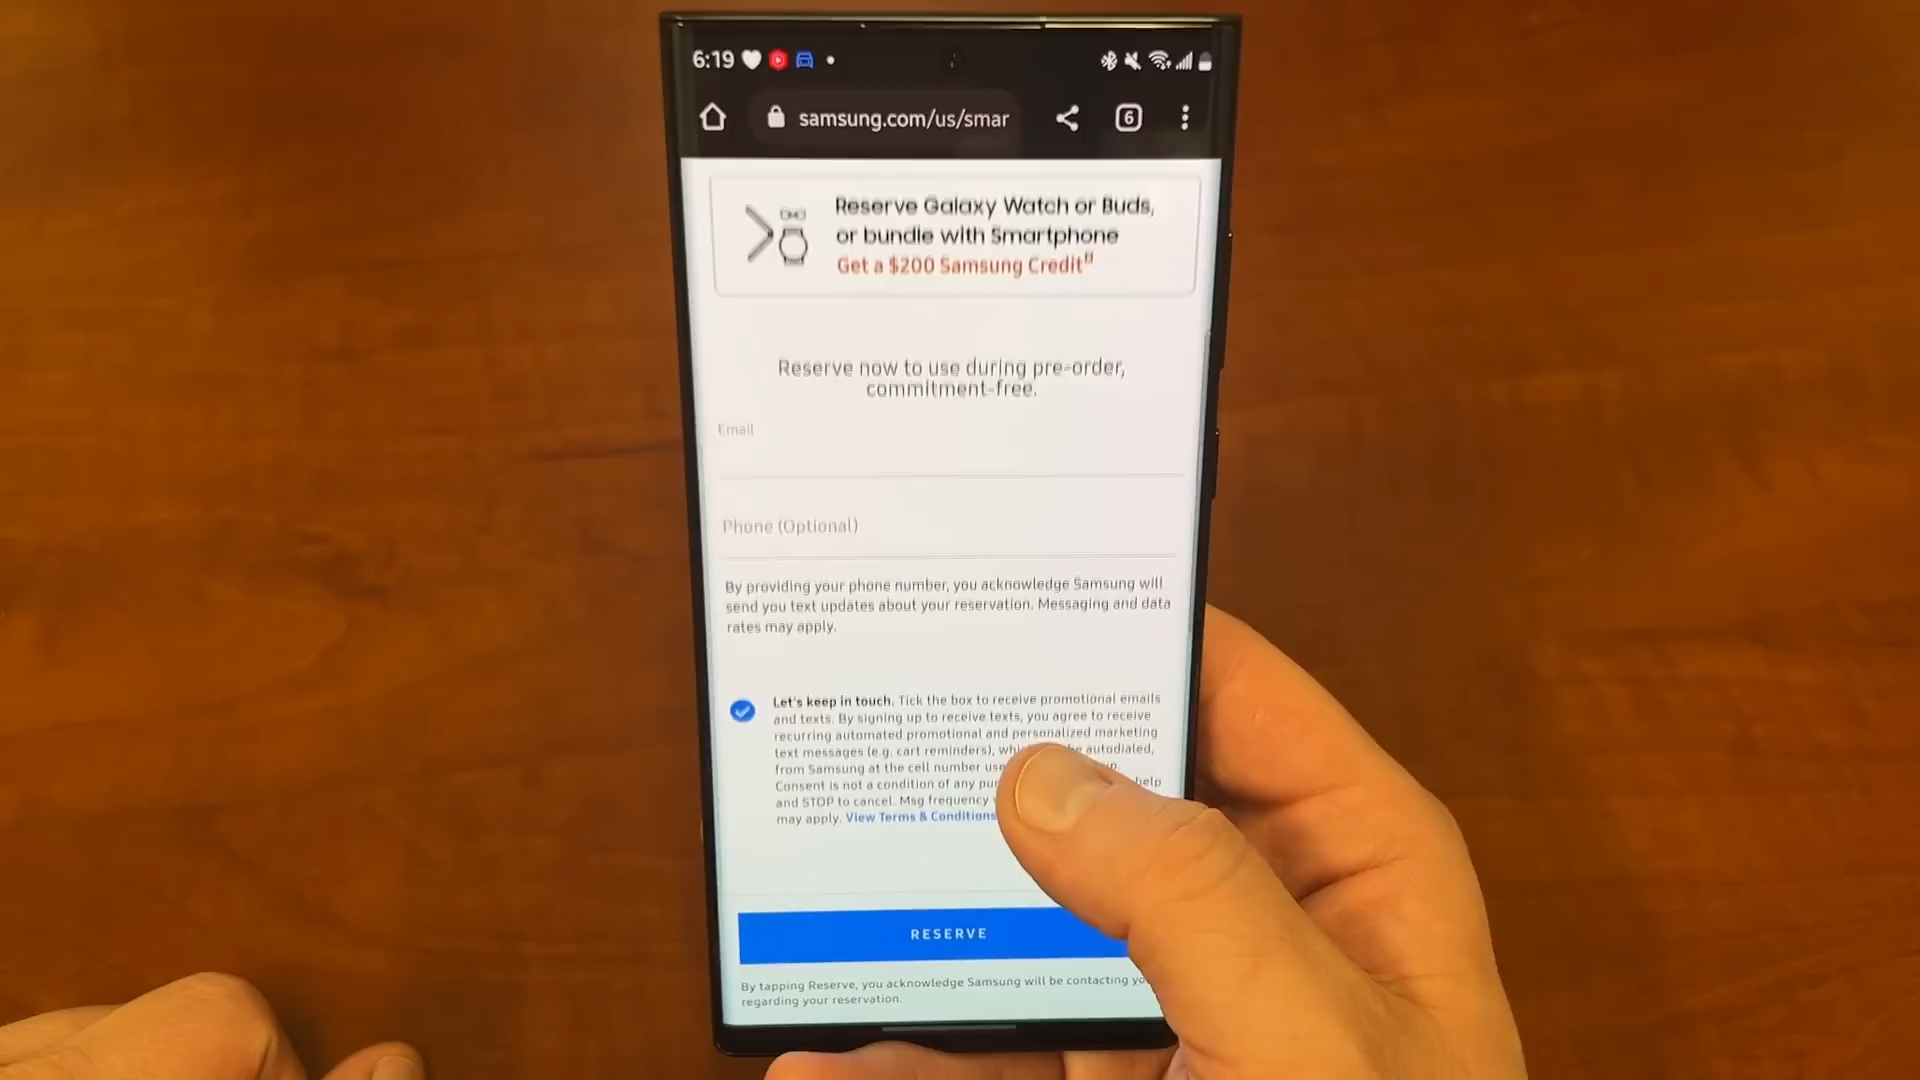 6:19
samsung.com/us/smar
6
Reserve Galaxy Watch or Buds,
or bundle with Smartphone
Get a $200 Samsung Credit
Reserve now to use during pre-order,
commitment-free.
Email
Phone (Optional)
By providing your phone number, you acknowledge Samsung will
send you text updates about your reservation. Messaging and data
rates may apply.
Let's keep in touch. Tick the box to receive promotional emails
and texts. By signing up to receive texts, you agree to receive
recurring automated promotional and personalized marketing
text messages (e.g. cart reminders), autodialed,
from Samsung at the cell number
Consent is not a condition of any help
and STOP to cancel. Msg frequency
may apply. View Terms & Conditions
RESERVE
By tapping Reserve, you acknowledge Samsung will be contacting
regarding your reservation.